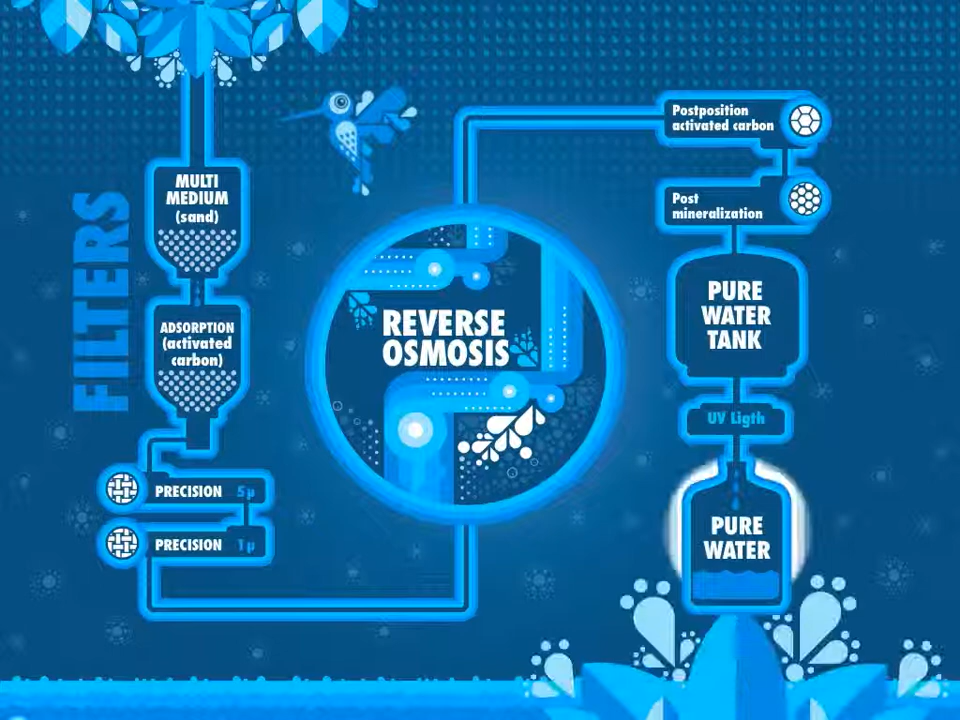 FILTERS
MULTI
MEDIUM
(sand)
ADSORPTION
(activated
carbon)
PRECISION 5µ
PRECISION 1µ
REVERSE
OSMOSIS
Postposition
activated carbon
Post
mineralization
PURE
WATER
TANK
UV Ligth
PURE
WATER